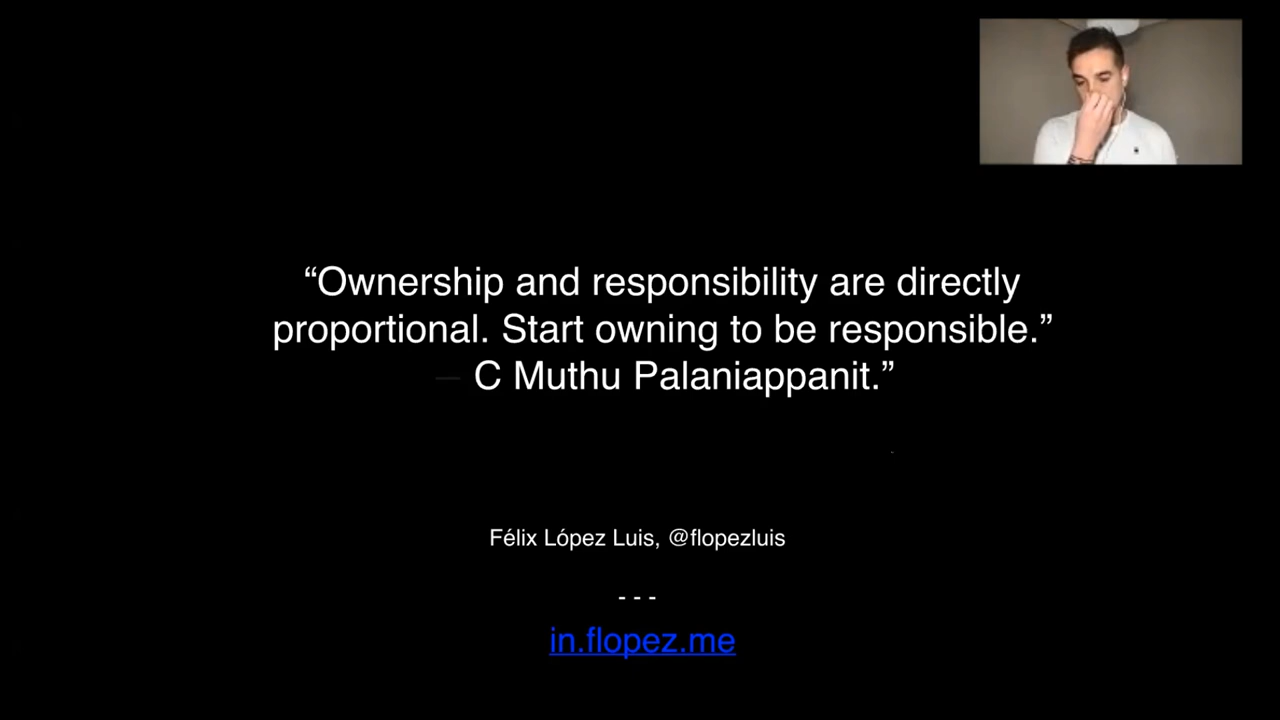 “Ownership and responsibility are directly
proportional. Start owning to be responsible.”
— C Muthu Palaniappanit.”
Félix López Luis, @flopezluis
- - -
in.flopez.me